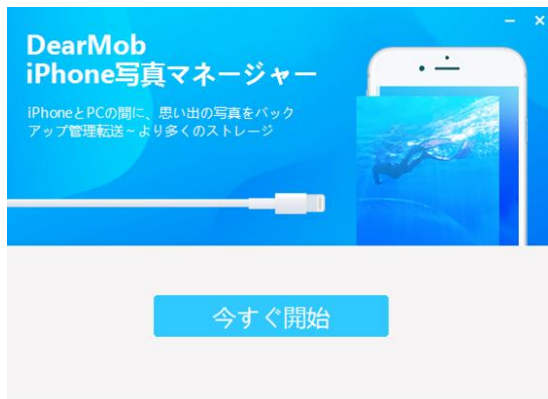 DearMob
iPhone写真マネージャー
iPhoneとPCの間に、思い出の写真をバック
アップ管理転送～より多くのストレージ
今すぐ開始